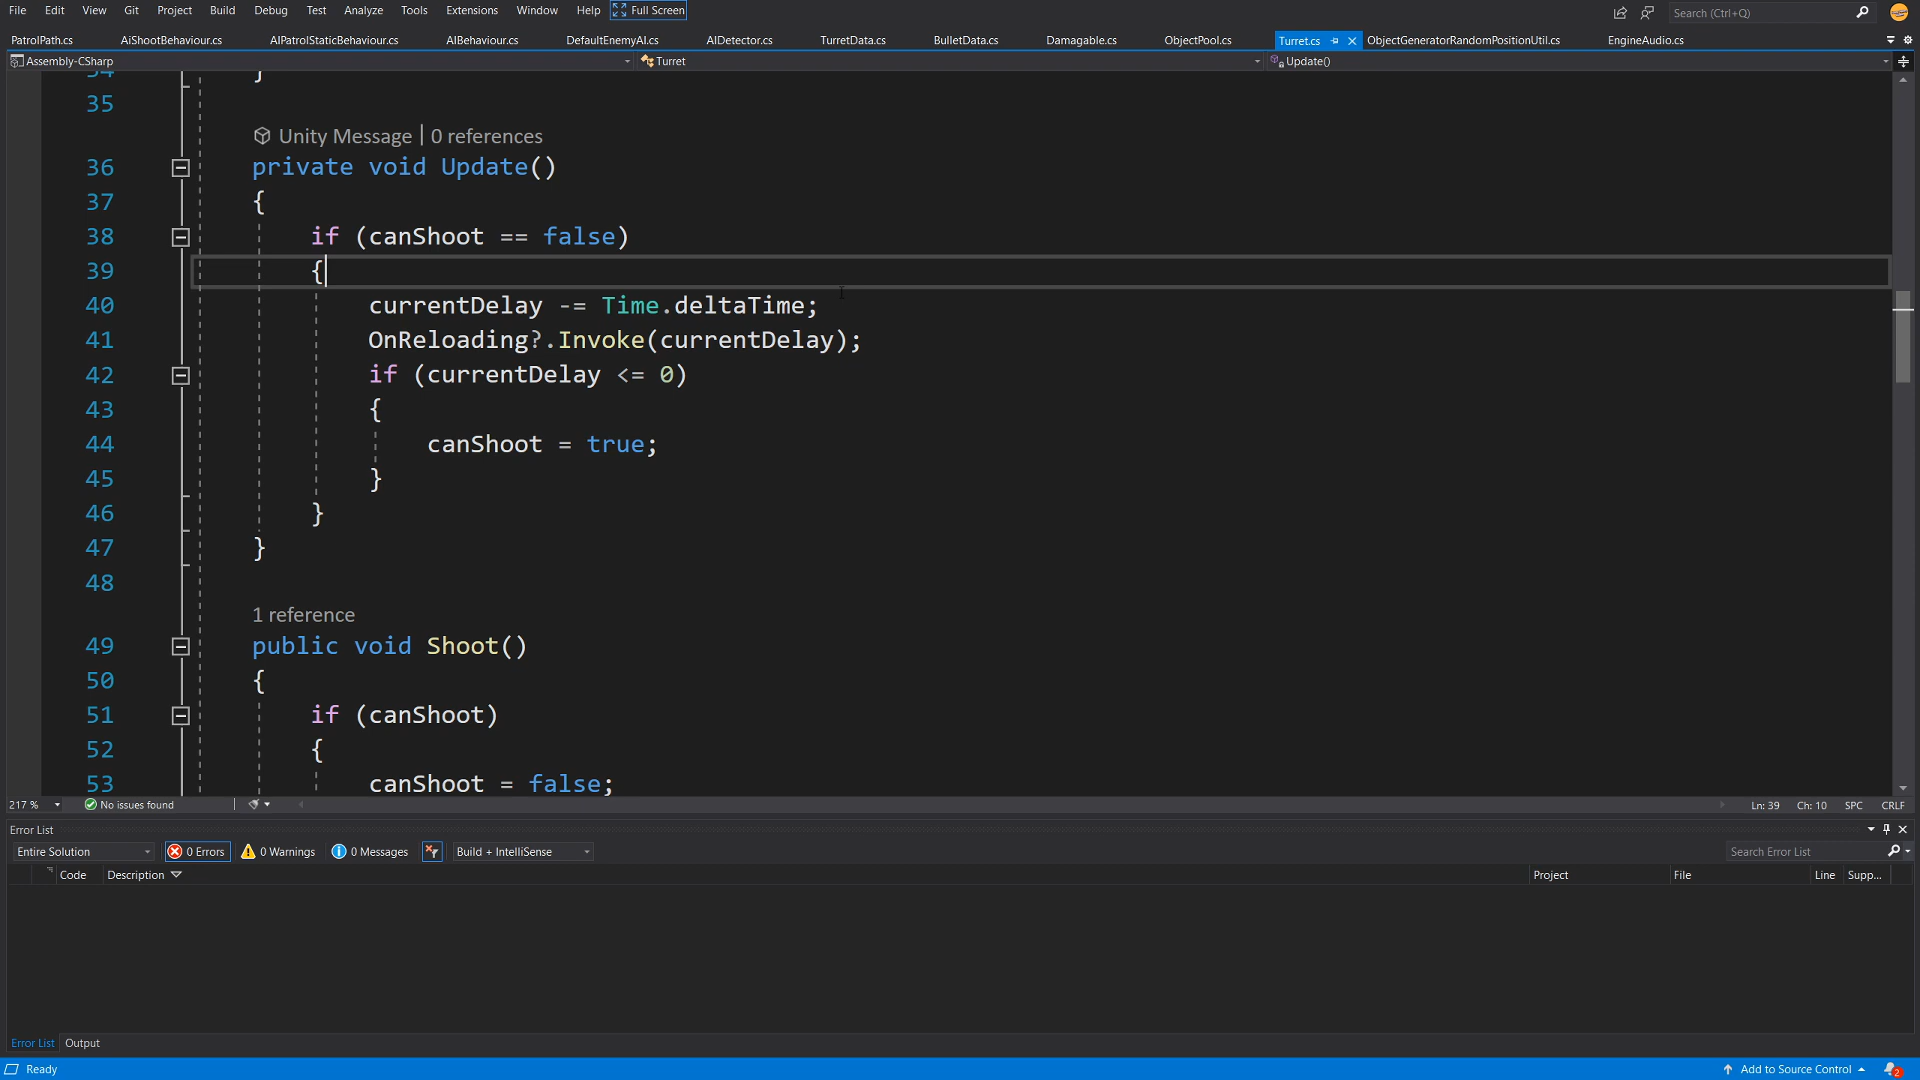 File Edit View Git Project Build Debug Test Analyze Tools Extensions Window Help Full Screen Search (Ctrl+Q)
PatrolPath.cs AiShootBehaviour.cs AIPatrolStaticBehaviour.cs AIBehaviour.cs DefaultEnemyAI.cs AIDetector.cs TurretData.cs BulletData.cs Damagable.cs ObjectPool.cs Turret.cs ObjectGeneratorRandomPositionUtil.cs EngineAudio.cs
Assembly-CSharp Turret Update()
34 }
35
Unity Message | 0 references
36 private void Update()
37 {
38 if (canShoot == false)
39 {
40 currentDelay -= Time.deltaTime;
41 OnReloading?.Invoke(currentDelay);
42 if (currentDelay <= 0)
43 {
44 canShoot = true;
45 }
46 }
47 }
48
1 reference
49 public void Shoot()
50 {
51 if (canShoot)
52 {
53 canShoot = false;
217 % No issues found Ln: 39 Ch: 10 SPC CRLF
Error List
Entire Solution 0 Errors 0 Warnings 0 Messages Build + IntelliSense Search Error List
Code Description Project File Line Supp...
Error List Output
Ready Add to Source Control 2